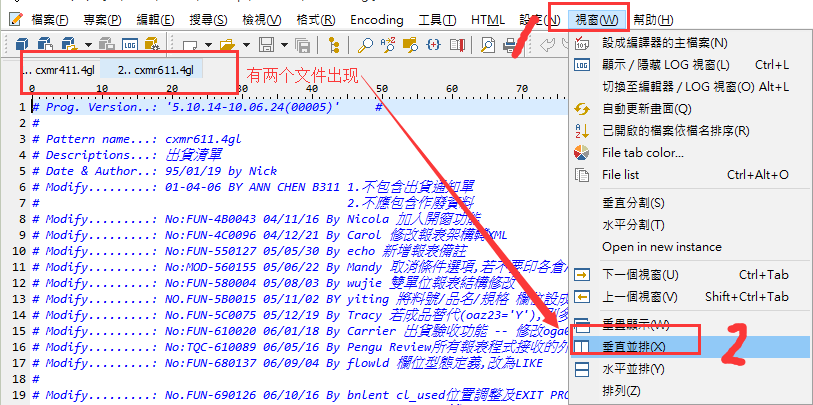 檔案(F) 專案(P) 編輯(E) 搜尋(S) 檢視(V) 格式(R) Encoding 工具(T) HTML 設定(N) 視窗(W) 幫助(H)
.. cxmr411.4gl 2.. cxmr611.4gl
有两个文件出现
0 10 20 30 40 50 60 70
1 # Prog. Version..: '5.10.14-10.06.24(00005)' #
2 #
3 # Pattern name...: cxmr611.4gl
4 # Descriptions...: 出貨清單
5 # Date & Author..: 95/01/19 by Nick
6 # Modify.........: 01-04-06 BY ANN CHEN B311 1.不包含出貨通知單
7 # 2.不應包含作廢資料
8 # Modify.........: No:FUN-4B0043 04/11/16 By Nicola 加入開窗功能
9 # Modify.........: No:FUN-4C0096 04/12/21 By Carol 修改報表架構轉XML
10 # Modify.........: No:FUN-550127 05/05/30 By echo 新增報表備註
11 # Modify.........: No:MOD-560155 05/06/22 By Mandy 取消條件選項,若不要印各倉
12 # Modify.........: No:FUN-580004 05/08/03 By wujie 雙單位報表結構修改
13 # Modify.........: NO.FUN-5B0015 05/11/02 BY yiting 將料號/品名/規格 欄位設成
14 # Modify.........: No:FUN-5C0075 05/12/19 By Tracy 若成品替代(oaz23='Y'),
15 # Modify.........: No:FUN-610020 06/01/18 By Carrier 出貨驗收功能 -- 修改oga0
16 # Modify.........: No:TQC-610089 06/05/16 By Pengu Review所有報表程式接收的外
17 # Modify.........: No:FUN-680137 06/09/04 By flowld 欄位型態定義,改為LIKE
18 #
19 # Modify.........: No.FUN-690126 06/10/16 By bnlent cl_used位置調整及EXIT PRO
設成編譯器的主檔案(N)
顯示 / 隱藏 LOG 視窗(L) Ctrl+L
切換至編輯器 / LOG 視窗(O) Alt+L
自動更新畫面(Q)
已開啟的檔案依檔名排序(R)
File tab color...
File list Ctrl+Alt+O
垂直分割(S)
水平分割(T)
Open in new instance
下一個視窗(U) Ctrl+Tab
上一個視窗(V) Shift+Ctrl+Tab
重疊顯示(W)
垂直並排(X)
水平並排(Y)
排列(Z)
1
2